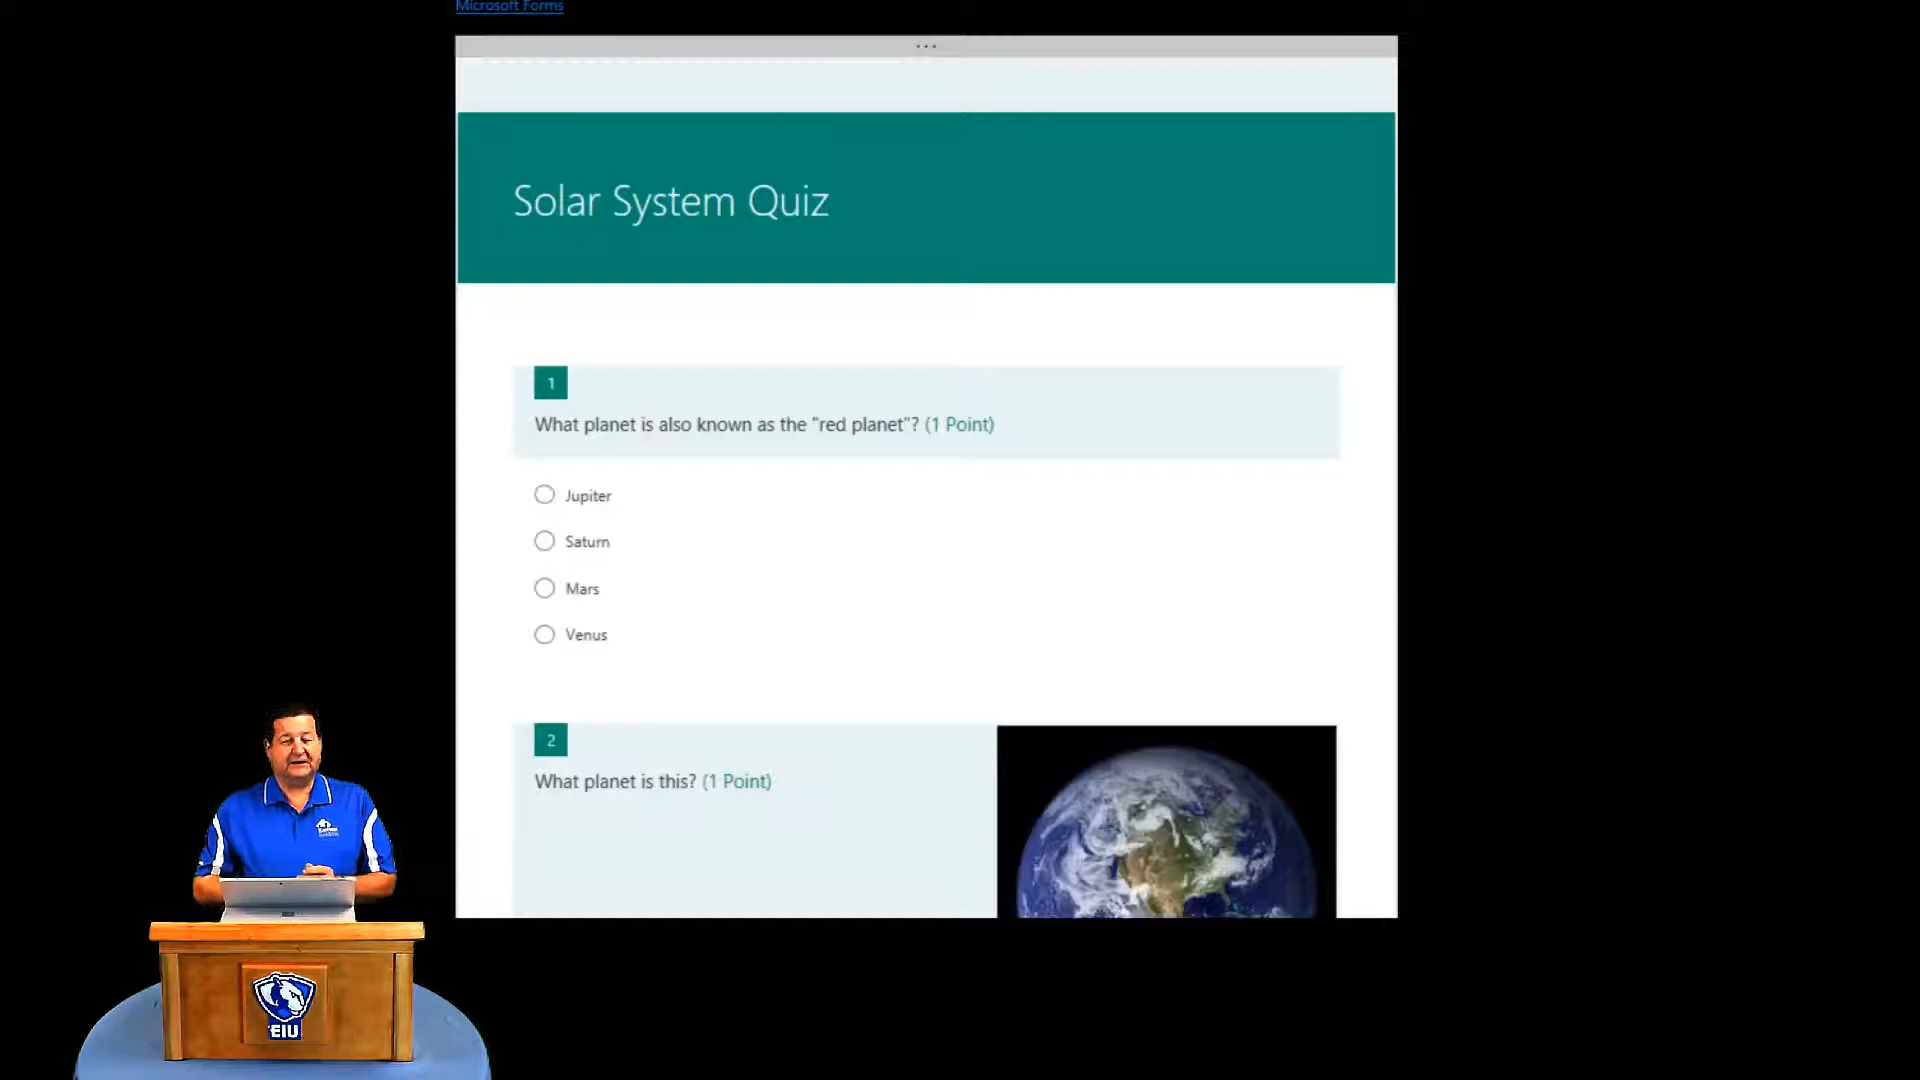 Microsoft Forms
Solar System Quiz
1
What planet is also known as the "red planet"? (1 Point)
Jupiter
Saturn
Mars
Venus
2
What planet is this? (1 Point)
EIU